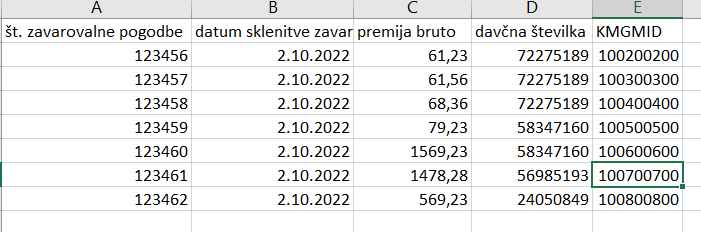 A B C D E
št. zavarovalne pogodbe datum sklenitve zavar premija bruto davčna številka KMGMID
123456 2.10.2022 61,23 72275189 100200200
123457 2.10.2022 61,56 72275189 100300300
123458 2.10.2022 68,36 72275189 100400400
123459 2.10.2022 79,23 58347160 100500500
123460 2.10.2022 1569,23 58347160 100600600
123461 2.10.2022 1478,28 56985193 100700700
123462 2.10.2022 569,23 24050849 100800800